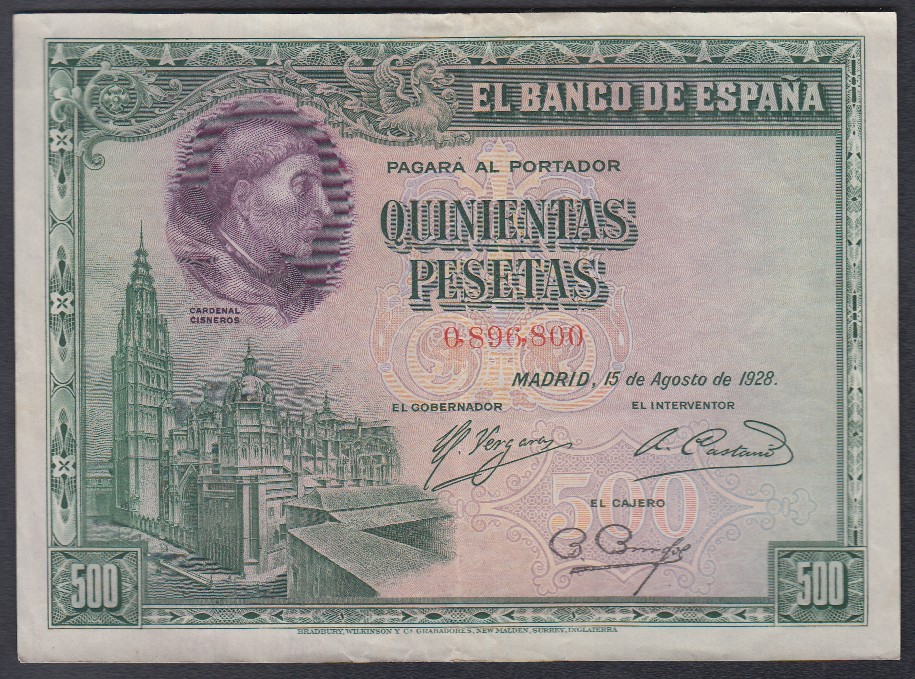 EL BANCO DE ESPAÑA
PAGARÁ AL PORTADOR
QUINIENTAS
PESETAS
CARDENAL
CISNEROS
0,896,800
MADRID, 15 de Agosto de 1928.
EL GOBERNADOR
EL INTERVENTOR
500
EL CAJERO
500
500
BRADBURY, WILKINSON Y Cª GRABADORES, NEW MALDEN, SURREY, INGLATERRA